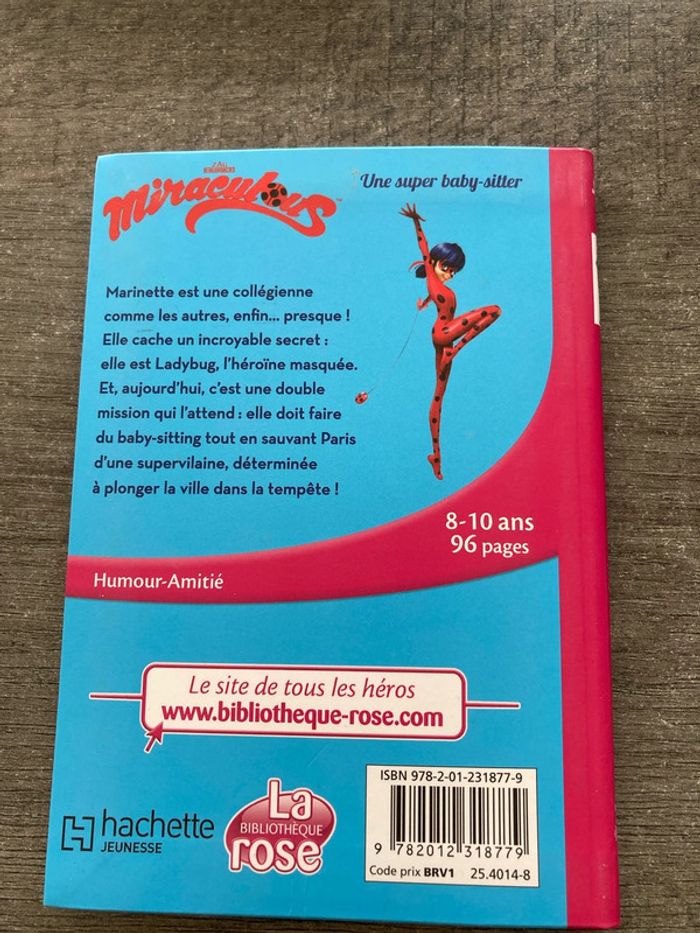 ZAG
HEROEZ
Miraculous™
Une super baby-sitter
Marinette est une collégienne
comme les autres, enfin... presque !
Elle cache un incroyable secret :
elle est Ladybug, l'héroïne masquée.
Et, aujourd'hui, c'est une double
mission qui l'attend : elle doit faire
du baby-sitting tout en sauvant Paris
d'une supervilaine, déterminée
à plonger la ville dans la tempête !
8-10 ans
96 pages
Humour-Amitié
Le site de tous les héros
www.bibliotheque-rose.com
hachette
JEUNESSE
La
BIBLIOTHÈQUE
rose
ISBN 978-2-01-231877-9
9 782012 318779
Code prix BRV1 25.4014-8